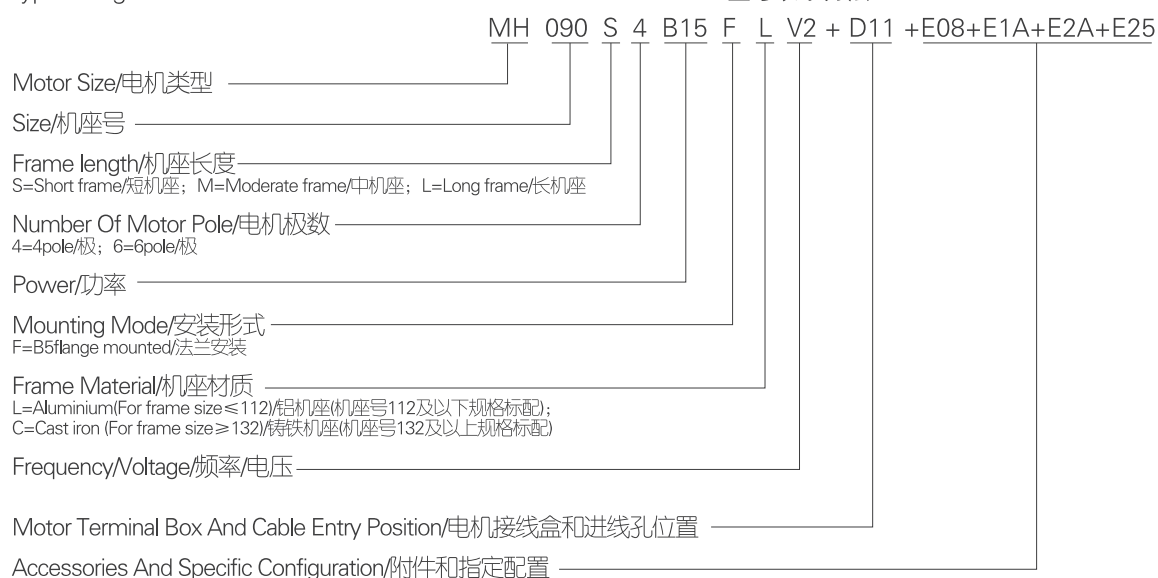 MH 090 S 4 B15 F L V2 + D11 +E08+E1A+E2A+E25
Motor Size/电机类型
Size/机座号
Frame length/机座长度
S=Short frame/短机座；M=Moderate frame/中机座；L=Long frame/长机座
Number Of Motor Pole/电机极数
4=4pole/极；6=6pole/极
Power/功率
Mounting Mode/安装形式
F=B5flange mounted/法兰安装
Frame Material/机座材质
L=Aluminium(For frame size≤112)/铝机座(机座号112及以下规格标配)；
C=Cast iron (For frame size≥132)/铸铁机座(机座号132及以上规格标配)
Frequency/Voltage/频率/电压
Motor Terminal Box And Cable Entry Position/电机接线盒和进线孔位置
Accessories And Specific Configuration/附件和指定配置